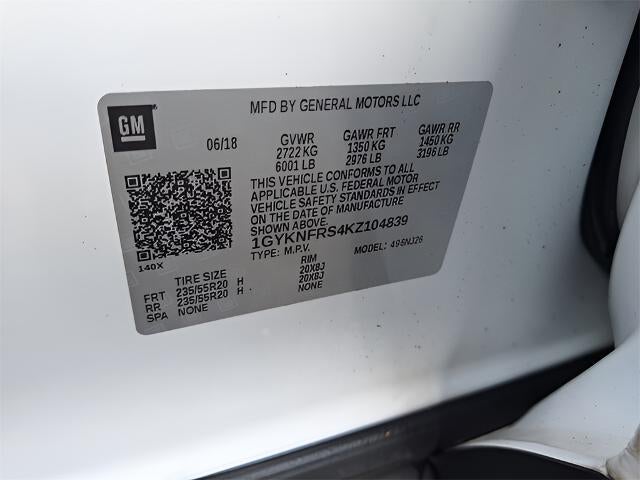 GM
MFD BY GENERAL MOTORS LLC
06/18 GVWR GAWR FRT GAWR RR
2722 KG 1350 KG 1450 KG
6001 LB 2976 LB 3196 LB
THIS VEHICLE CONFORMS TO ALL
APPLICABLE U.S. FEDERAL MOTOR
VEHICLE SAFETY STANDARDS IN EFFECT
ON THE DATE OF MANUFACTURE
SHOWN ABOVE.
1GYKNFRS4KZ104839
TYPE: M.P.V. MODEL: 496NJ26
140X
TIRE SIZE RIM
FRT 235/55R20 H 20X8J
RR 235/55R20 H 20X8J
SPA NONE NONE